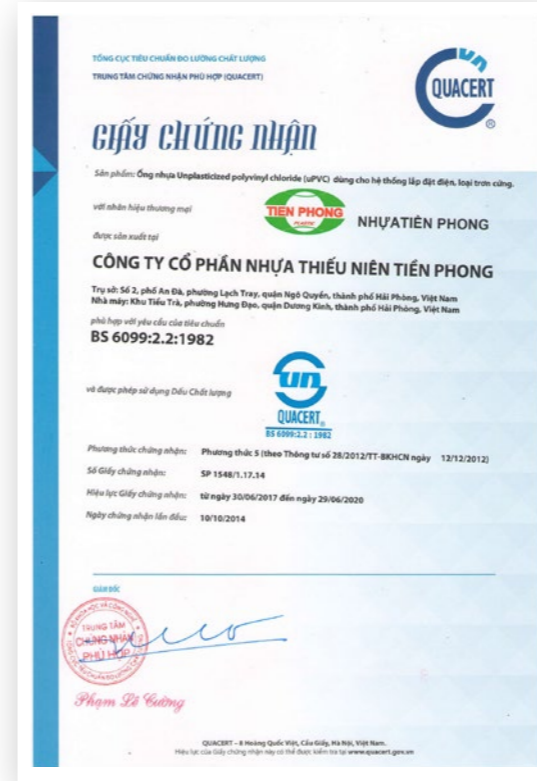 TỔNG CỤC TIÊU CHUẨN ĐO LƯỜNG CHẤT LƯỢNG
TRUNG TÂM CHỨNG NHẬN PHÙ HỢP (QUACERT)
QUACERT
®
GIẤY CHỨNG NHẬN
Sản phẩm: Ống nhựa Unplasticized polyvinyl chloride (uPVC) dùng cho hệ thống lắp đặt điện, loại trơn cứng.
với nhãn hiệu thương mại
TIEN PHONG
PLASTIC
NHỰATIỀN PHONG
được sản xuất tại
CÔNG TY CỔ PHẦN NHỰA THIẾU NIÊN TIỀN PHONG
Trụ sở: Số 2, phố An Đà, phường Lạch Tray, quận Ngô Quyền, thành phố Hải Phòng, Việt Nam
Nhà máy: Khu Tiểu Trà, phường Hưng Đạo, quận Dương Kinh, thành phố Hải Phòng, Việt Nam
phù hợp với yêu cầu của tiêu chuẩn
BS 6099:2.2:1982
và được phép sử dụng Dấu Chất lượng
QUACERT®
BS 6099:2.2 : 1982
Phương thức chứng nhận: Phương thức 5 (theo Thông tư số 28/2012/TT-BKHCN ngày 12/12/2012)
Số Giấy chứng nhận: SP 1548/1.17.14
Hiệu lực Giấy chứng nhận: từ ngày 30/06/2017 đến ngày 29/06/2020
Ngày chứng nhận lần đầu: 10/10/2014
GIÁM ĐỐC
TRUNG TÂM
CHỨNG NHẬN
PHÙ HỢP
Phạm Lê Cường
QUACERT – 8 Hoàng Quốc Việt, Cầu Giấy, Hà Nội, Việt Nam.
Hiệu lực của Giấy chứng nhận này có thể được kiểm tra tại www.quacert.gov.vn